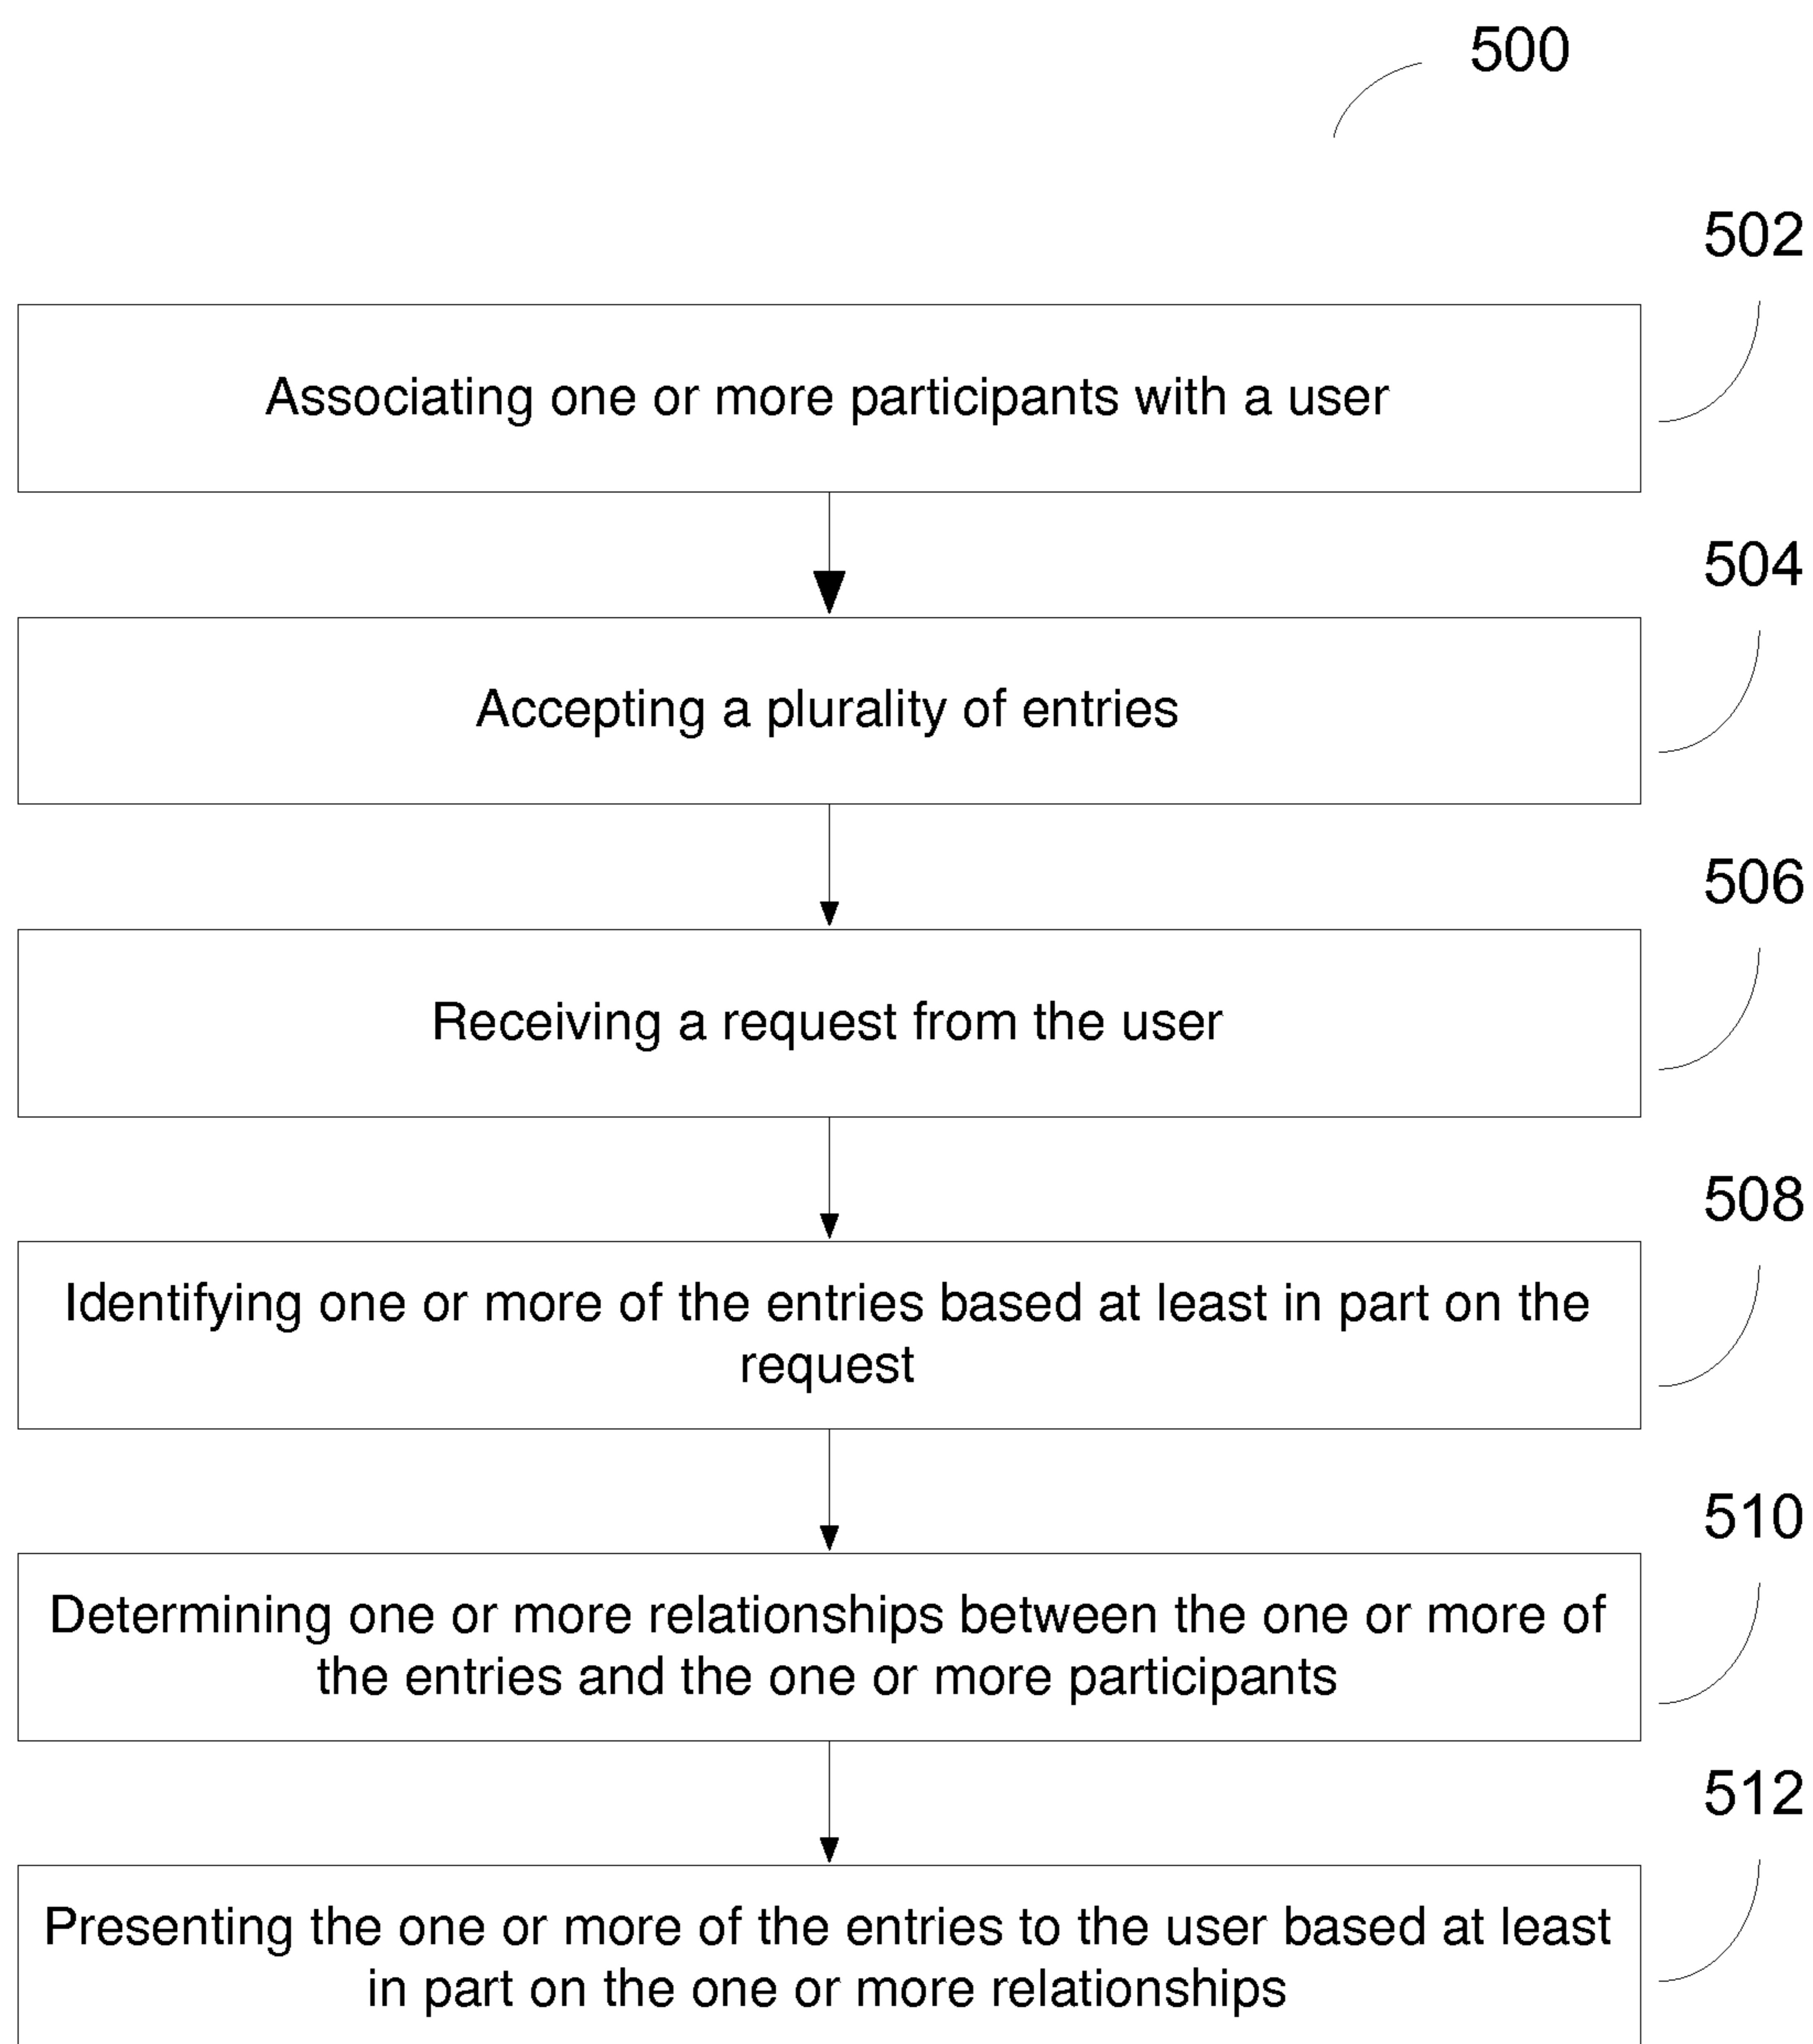 500
502
Associating one or more participants with a user
504
Accepting a plurality of entries
506
Receiving a request from the user
508
Identifying one or more of the entries based at least in part on the
request
510
Determining one or more relationships between the one or more of
the entries and the one or more participants
512
Presenting the one or more of the entries to the user based at least
in part on the one or more relationships